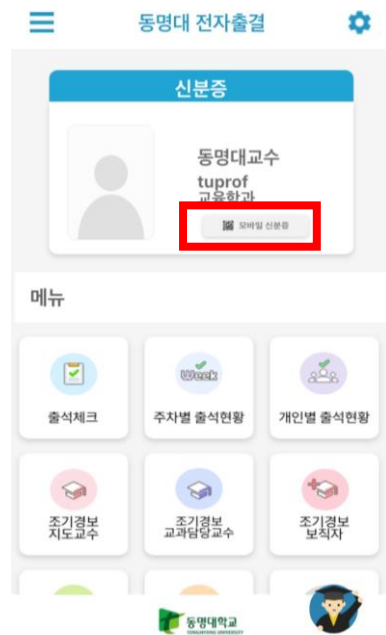 동명대 전자출결
신분증
동명대교수
tuprof
교육학과
모바일 신분증
메뉴
Week
출석체크
주차별 출석현황
개인별 출석현황
조기경보
지도교수
조기경보
교과담당교수
조기경보
보직자
동명대학교
TONGMYONG UNIVERSITY